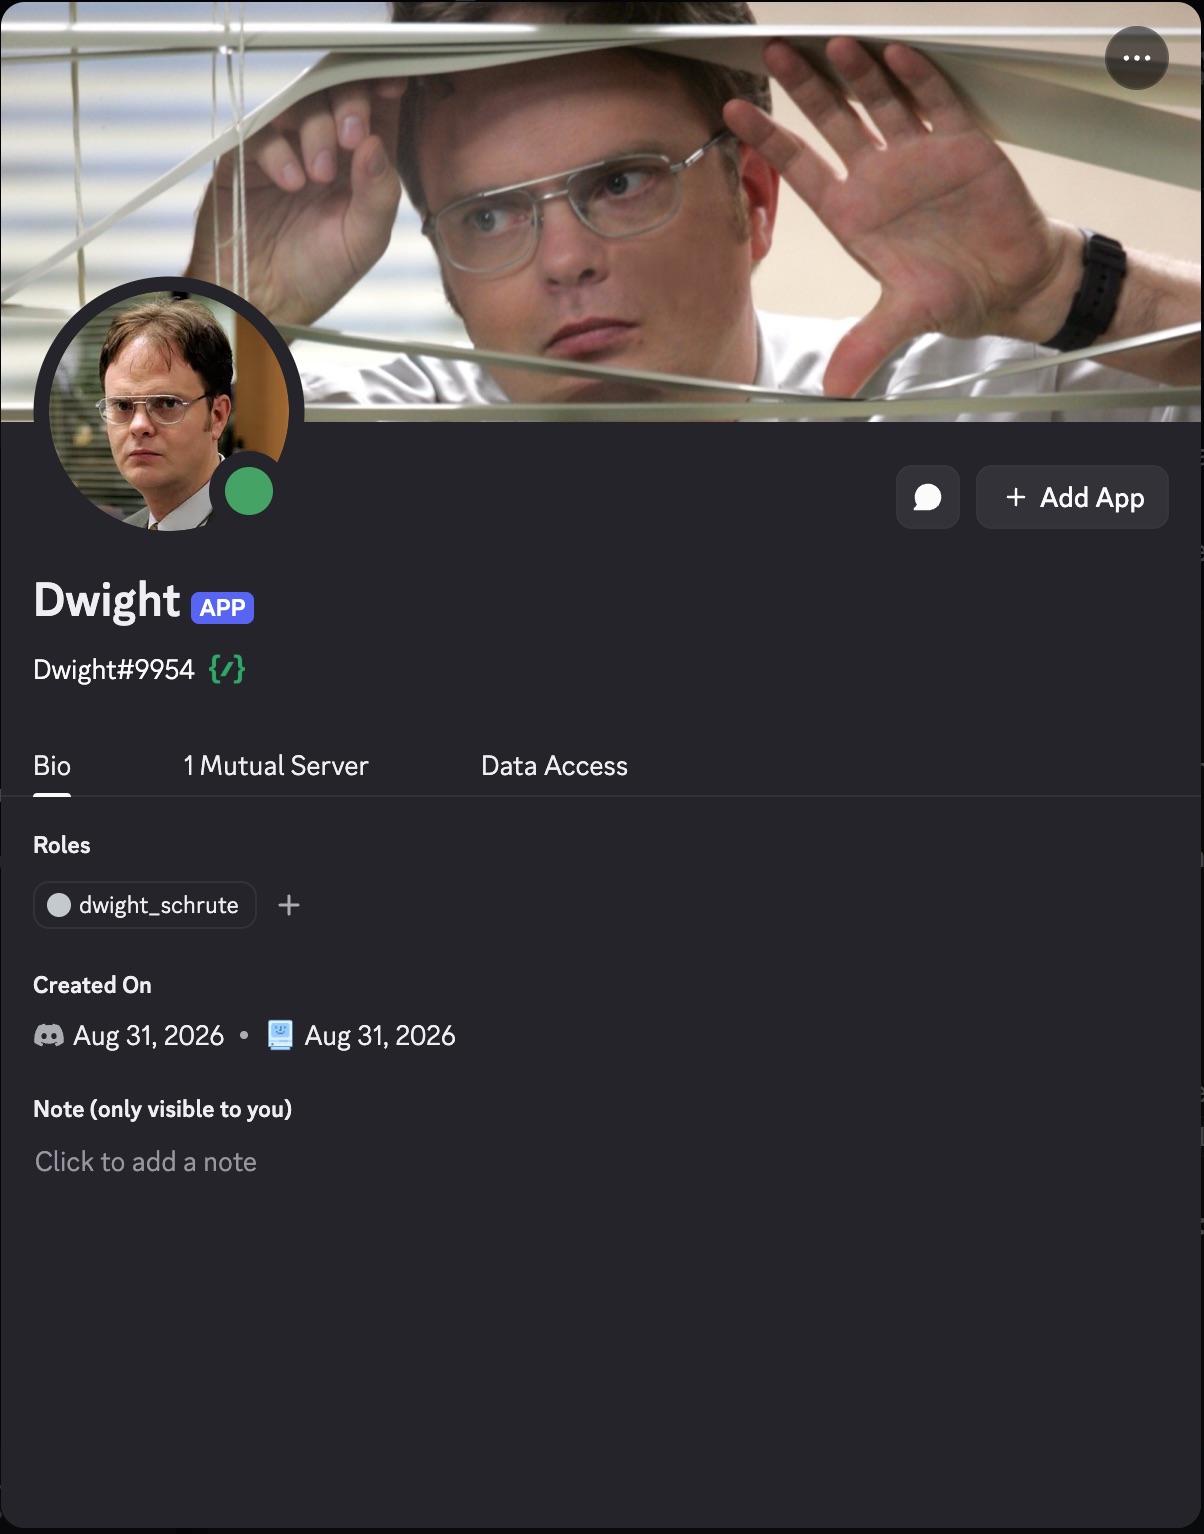 Dwight APP
Dwight#9954
+ Add App
Bio 1 Mutual Server Data Access
Roles
dwight_schrute +
Created On
Aug 31, 2026 • Aug 31, 2026
Note (only visible to you)
Click to add a note